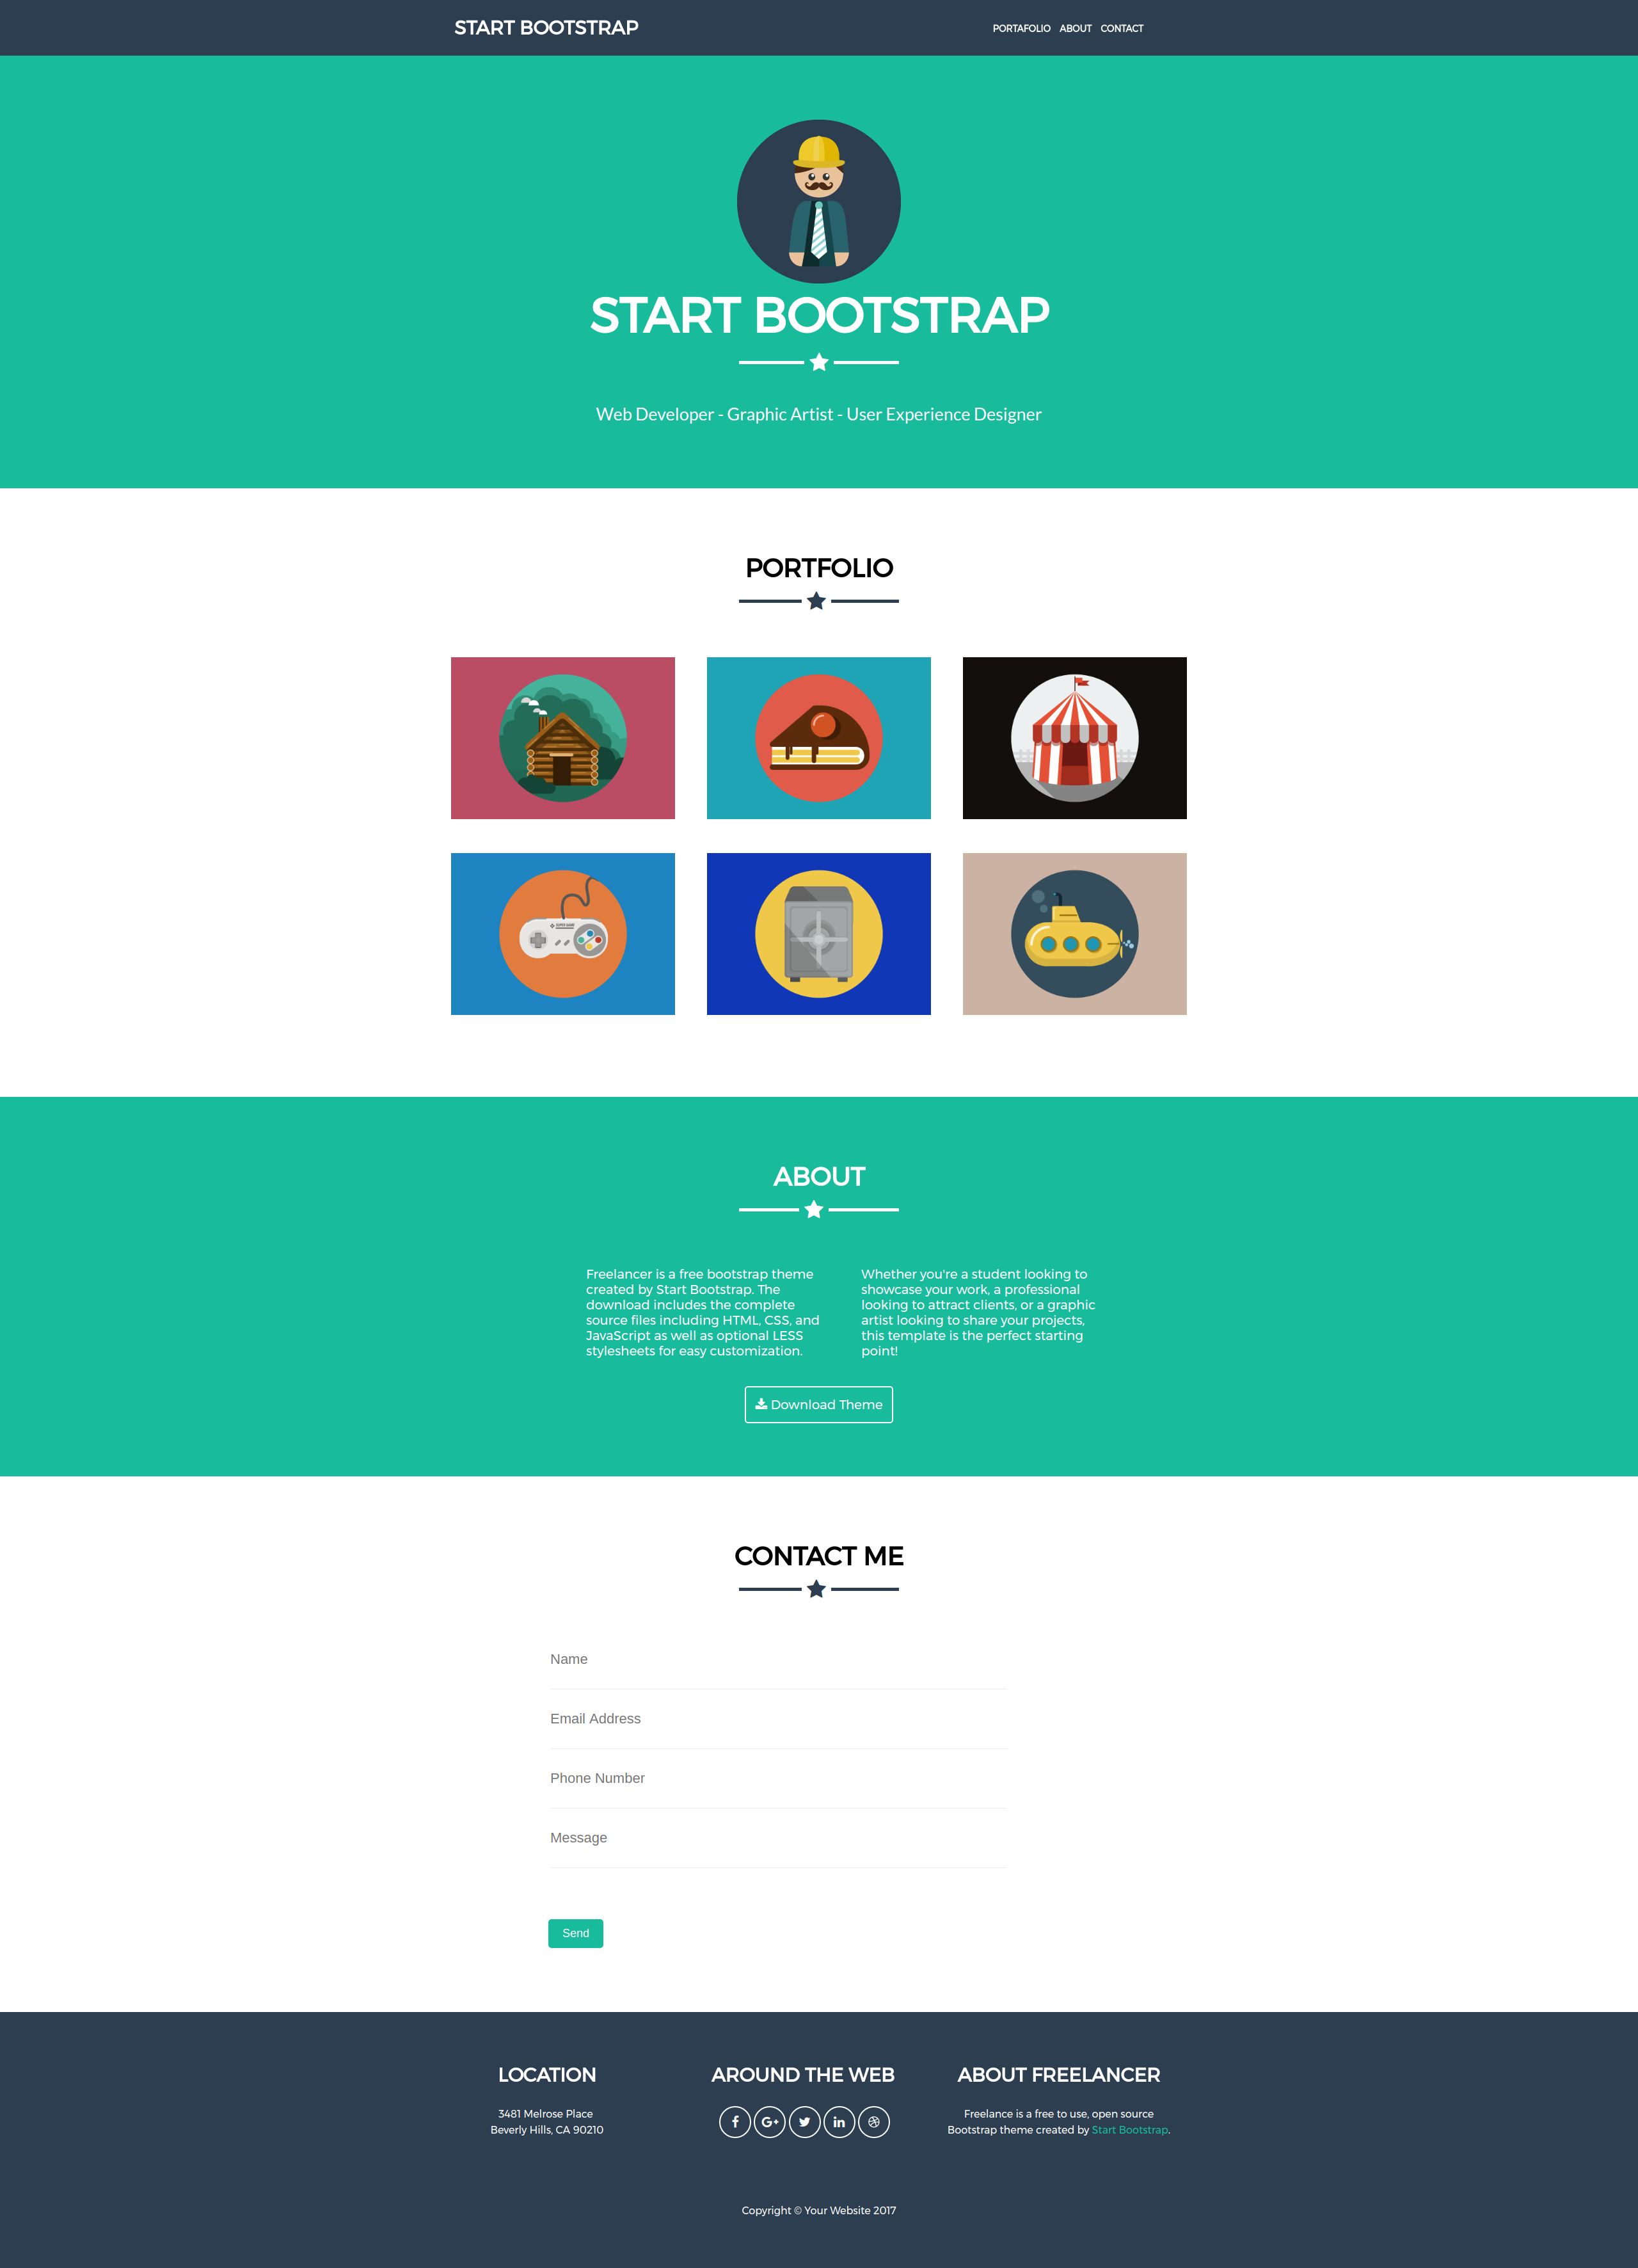 START BOOTSTRAP
PORTAFOLIO ABOUT CONTACT
START BOOTSTRAP
Web Developer - Graphic Artist - User Experience Designer
PORTFOLIO
SUPER GAME
ABOUT
Freelancer is a free bootstrap theme
created by Start Bootstrap. The
download includes the complete
source files including HTML, CSS, and
JavaScript as well as optional LESS
stylesheets for easy customization.
Whether you're a student looking to
showcase your work, a professional
looking to attract clients, or a graphic
artist looking to share your projects,
this template is the perfect starting
point!
Download Theme
CONTACT ME
Name
Email Address
Phone Number
Message
Send
LOCATION
3481 Melrose Place
Beverly Hills, CA 90210
AROUND THE WEB
ABOUT FREELANCER
Freelance is a free to use, open source
Bootstrap theme created by Start Bootstrap.
Copyright © Your Website 2017